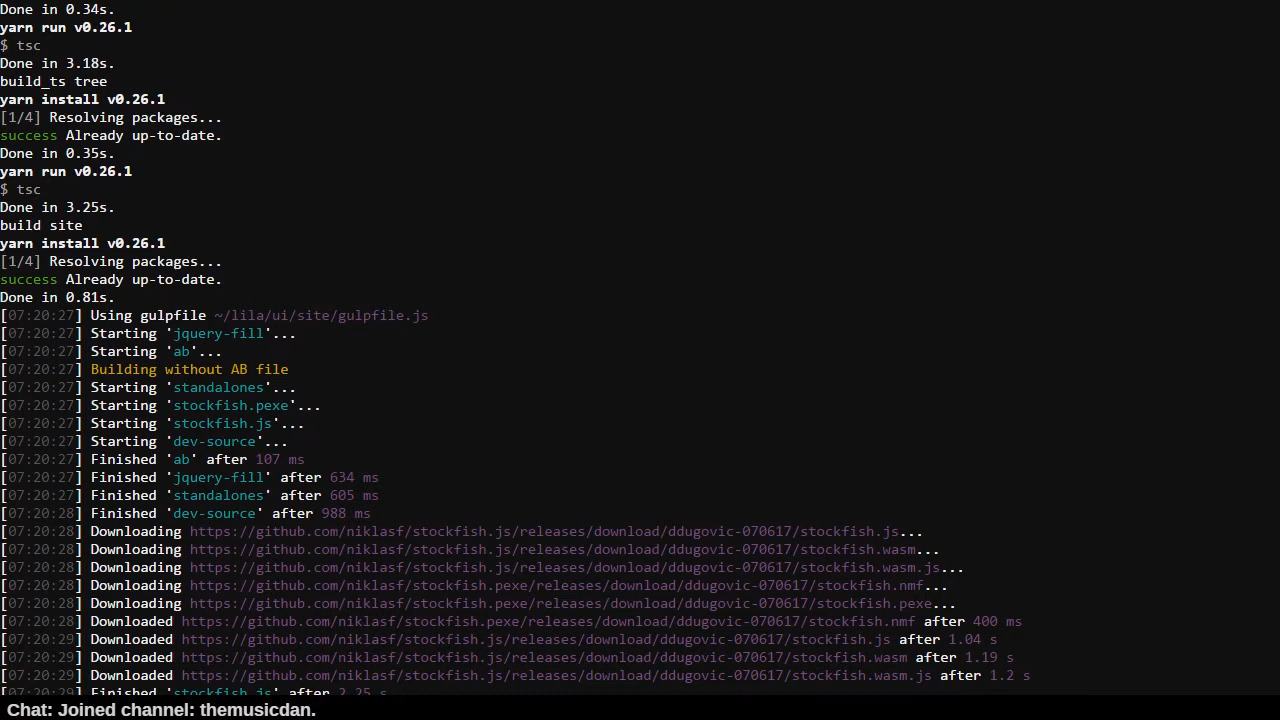 Done in 0.34s.
yarn run v0.26.1
$ tsc
Done in 3.18s.
build_ts tree
yarn install v0.26.1
[1/4] Resolving packages...
success Already up-to-date.
Done in 0.35s.
yarn run v0.26.1
$ tsc
Done in 3.25s.
build site
yarn install v0.26.1
[1/4] Resolving packages...
success Already up-to-date.
Done in 0.81s.
[07:20:27] Using gulpfile ~/lila/ui/site/gulpfile.js
[07:20:27] Starting 'jquery-fill'...
[07:20:27] Starting 'ab'...
[07:20:27] Building without AB file
[07:20:27] Starting 'standalones'...
[07:20:27] Starting 'stockfish.pexe'...
[07:20:27] Starting 'stockfish.js'...
[07:20:27] Starting 'dev-source'...
[07:20:27] Finished 'ab' after 107 ms
[07:20:27] Finished 'jquery-fill' after 634 ms
[07:20:27] Finished 'standalones' after 605 ms
[07:20:28] Finished 'dev-source' after 988 ms
[07:20:28] Downloading https://github.com/niklasf/stockfish.js/releases/download/ddugovic-070617/stockfish.js...
[07:20:28] Downloading https://github.com/niklasf/stockfish.js/releases/download/ddugovic-070617/stockfish.wasm...
[07:20:28] Downloading https://github.com/niklasf/stockfish.js/releases/download/ddugovic-070617/stockfish.wasm.js...
[07:20:28] Downloading https://github.com/niklasf/stockfish.pexe/releases/download/ddugovic-070617/stockfish.nmf...
[07:20:28] Downloading https://github.com/niklasf/stockfish.pexe/releases/download/ddugovic-070617/stockfish.pexe...
[07:20:28] Downloaded https://github.com/niklasf/stockfish.pexe/releases/download/ddugovic-070617/stockfish.nmf after 400 ms
[07:20:29] Downloaded https://github.com/niklasf/stockfish.js/releases/download/ddugovic-070617/stockfish.js after 1.04 s
[07:20:29] Downloaded https://github.com/niklasf/stockfish.js/releases/download/ddugovic-070617/stockfish.wasm after 1.19 s
[07:20:29] Downloaded https://github.com/niklasf/stockfish.js/releases/download/ddugovic-070617/stockfish.wasm.js after 1.2 s
[07:20:29] Finished 'stockfish.js' after 2.25 s
Chat: Joined channel: themusicdan.